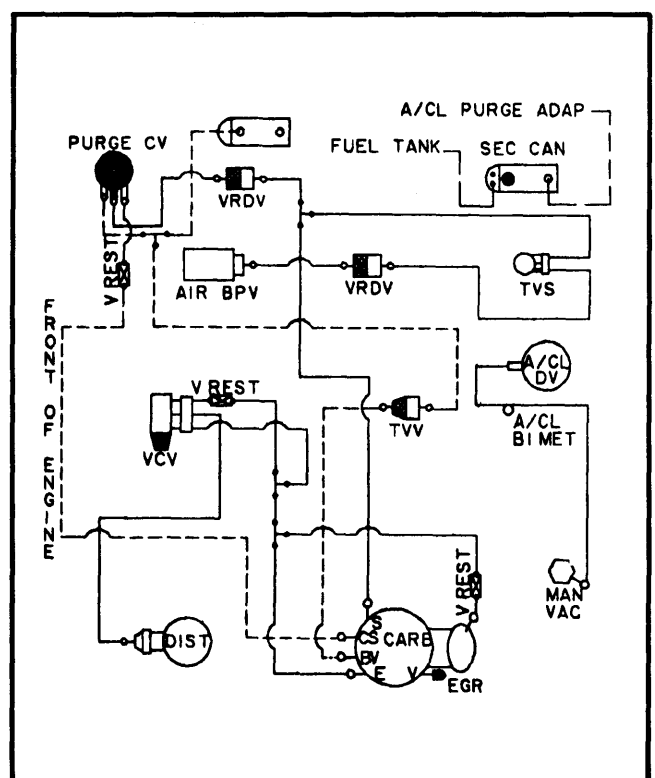 A/CL PURGE ADAP
PURGE CV
FUEL TANK
SEC CAN
VRDV
V REST
AIR BPV
VRDV
TVS
FRONT OF ENGINE
A/CL
DV
V REST
A/CL
BIMET
TVV
VCV
V REST
MAN
VAC
DIST
S
CS
CARB
BV
E
V
EGR